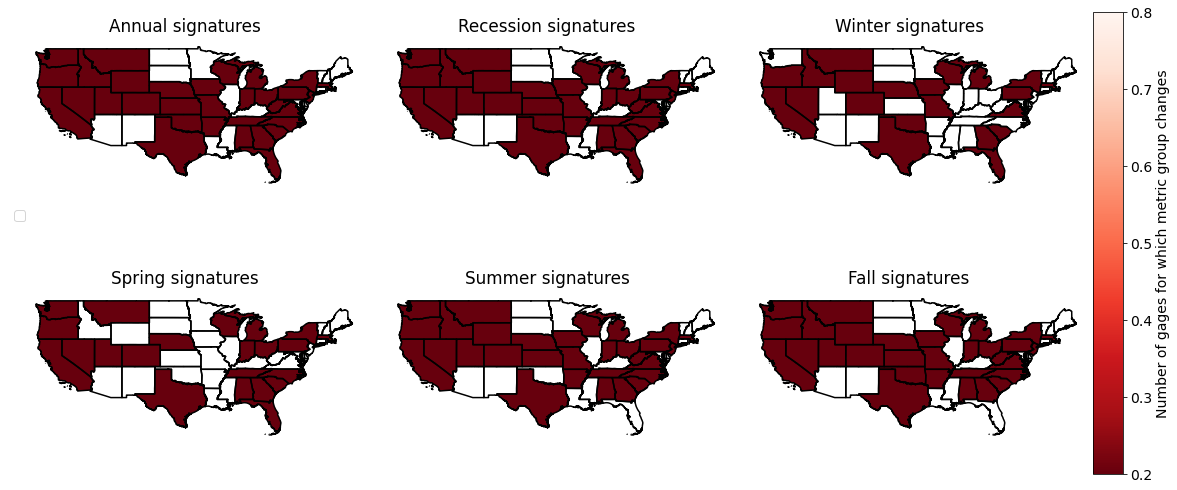 Annual signatures
Recession signatures
Winter signatures
Spring signatures
Summer signatures
Fall signatures
0.8
0.7
0.6
0.5
0.4
0.3
0.2
Number of gages for which metric group changes